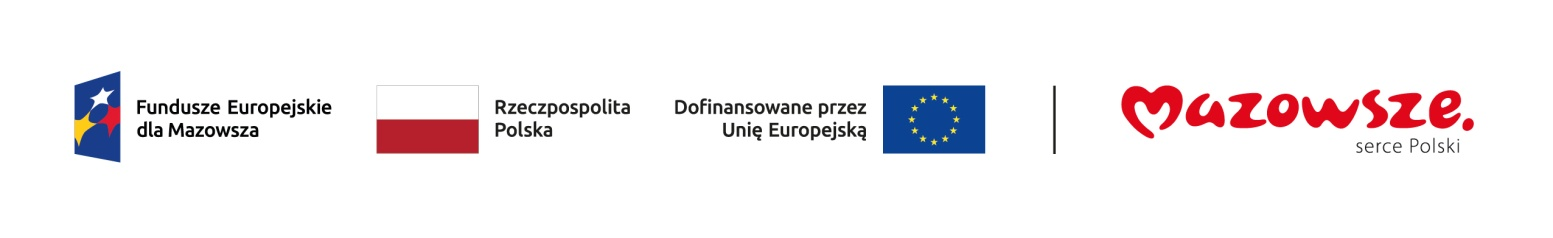 Fundusze Europejskie
dla Mazowsza
Rzeczpospolita
Polska
Dofinansowane przez
Unię Europejską
Mazowsze.
serce Polski